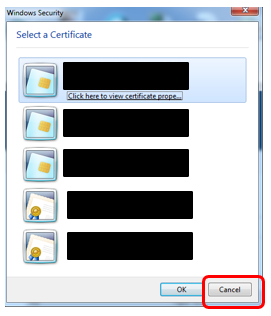 Windows Security
Select a Certificate
Click here to view certificate prope...
OK
Cancel